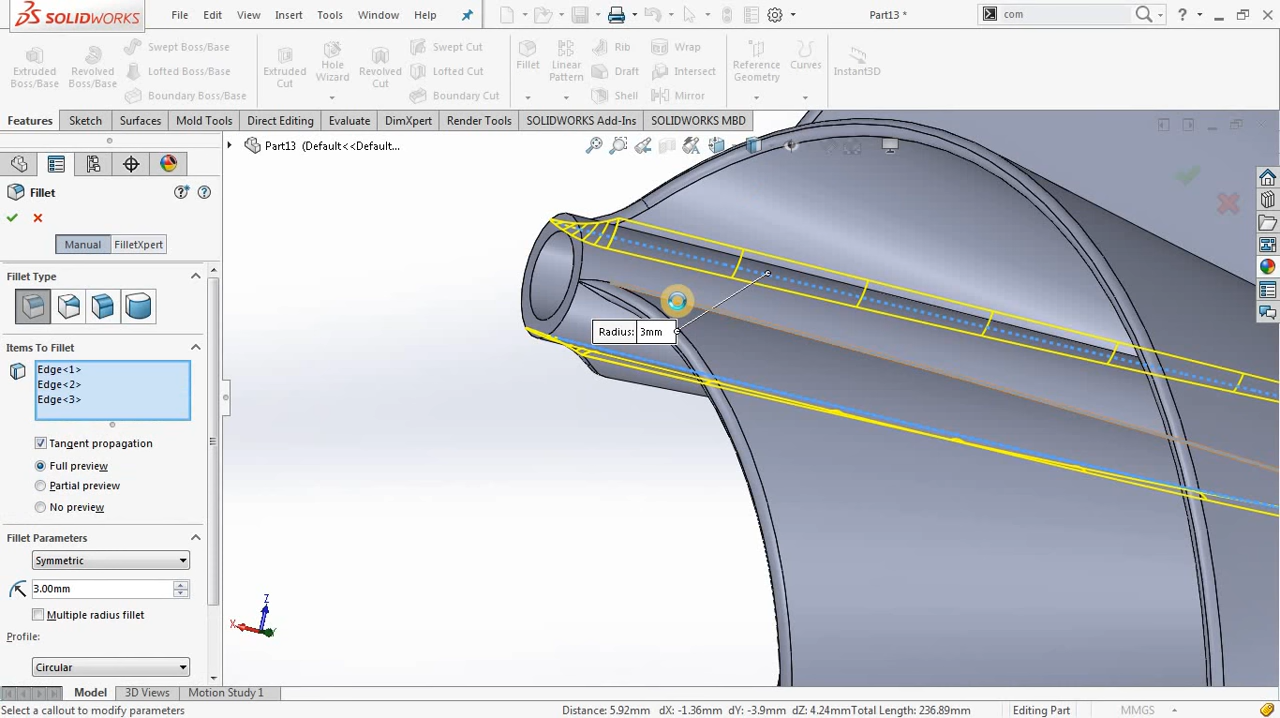 SOLIDWORKS File Edit View Insert Tools Window Help Part13 * com ?
Extruded Boss/Base Revolved Boss/Base Swept Boss/Base Lofted Boss/Base Boundary Boss/Base Extruded Cut Hole Wizard Revolved Cut Swept Cut Lofted Cut Boundary Cut Fillet Linear Pattern Rib Draft Shell Wrap Intersect Mirror Reference Geometry Curves Instant3D
Features Sketch Surfaces Mold Tools Direct Editing Evaluate DimXpert Render Tools SOLIDWORKS Add-Ins SOLIDWORKS MBD
Part13 (Default<<Default...
Fillet
Manual FilletXpert
Fillet Type
Items To Fillet
Edge<1>
Edge<2>
Edge<3>
Tangent propagation
Full preview
Partial preview
No preview
Fillet Parameters
Symmetric
3.00mm
Multiple radius fillet
Profile:
Circular
Radius: 3mm
Z
X
Y
Model 3D Views Motion Study 1
Select a callout to modify parameters Distance: 5.92mm dX: -1.36mm dY: -3.9mm dZ: 4.24mmTotal Length: 236.89mm Editing Part MMGS